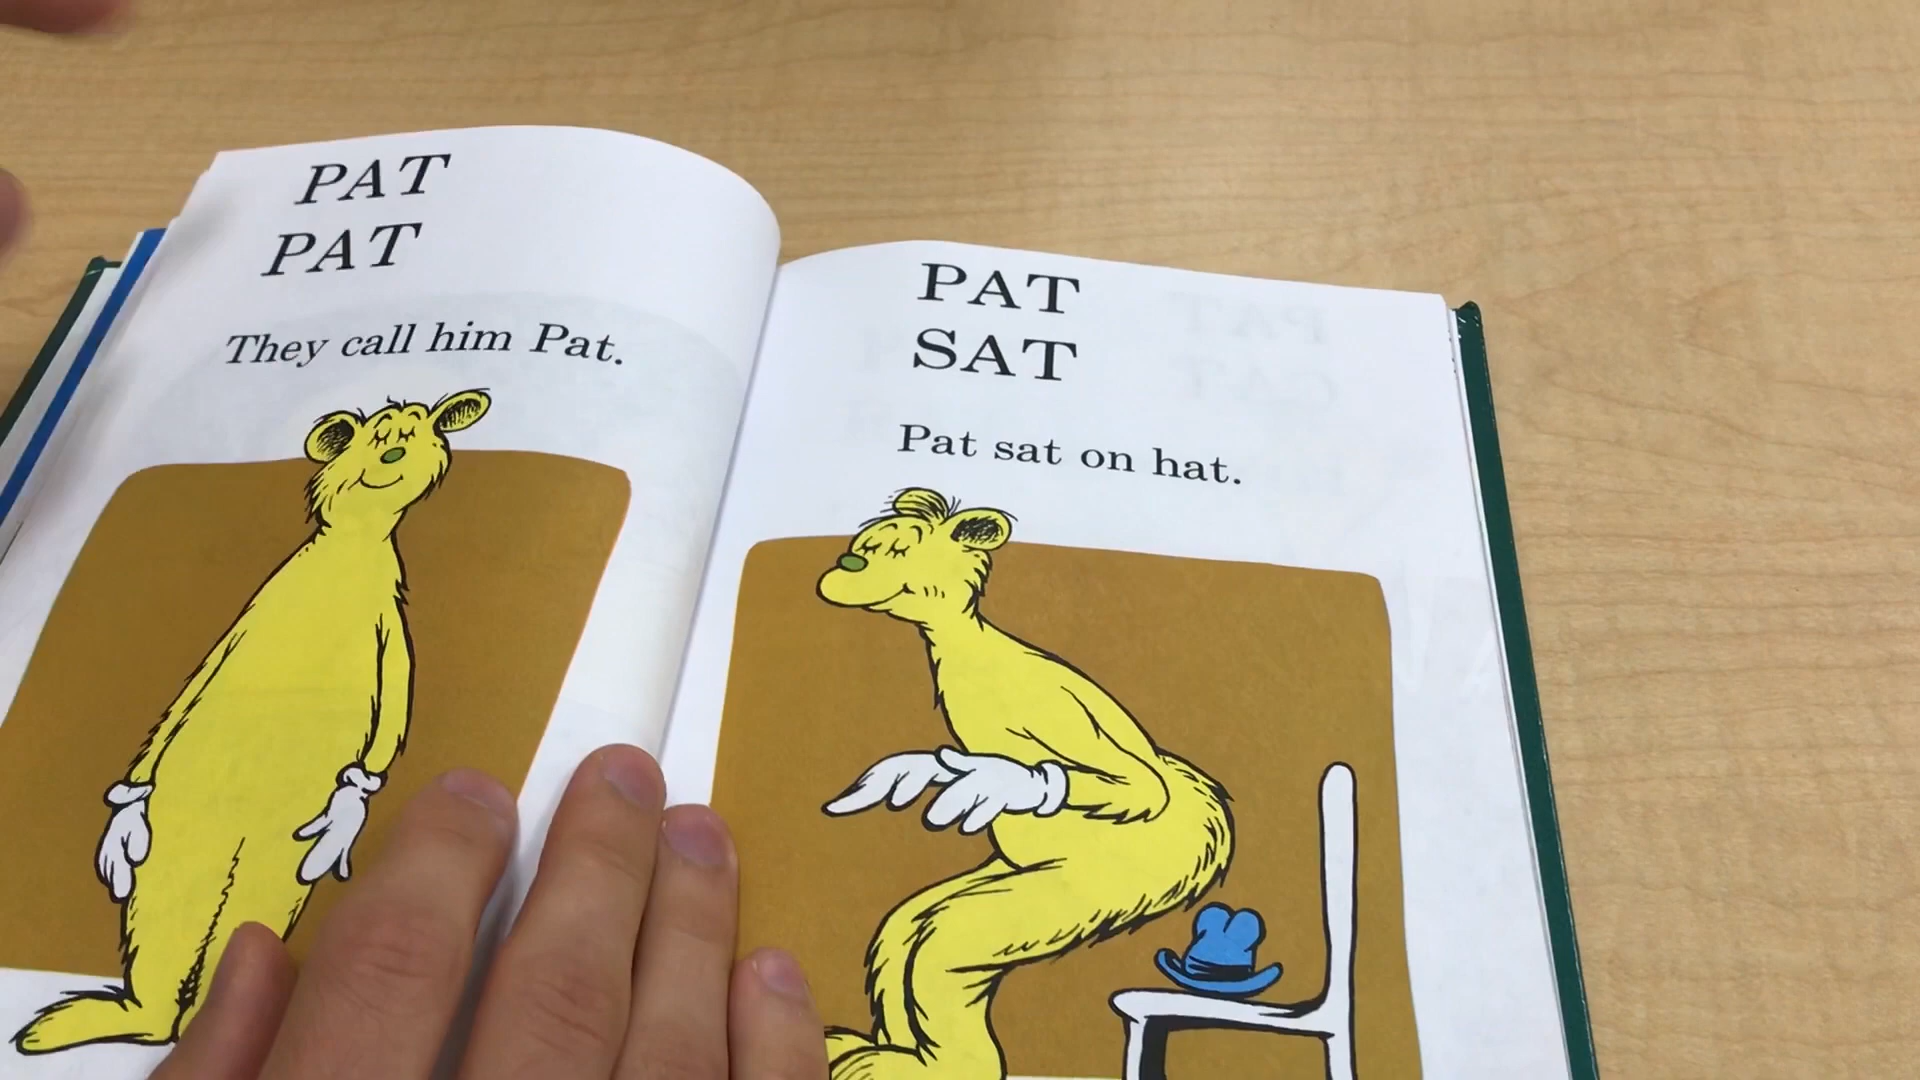 PAT
PAT
They call him Pat.
PAT
SAT
Pat sat on hat.